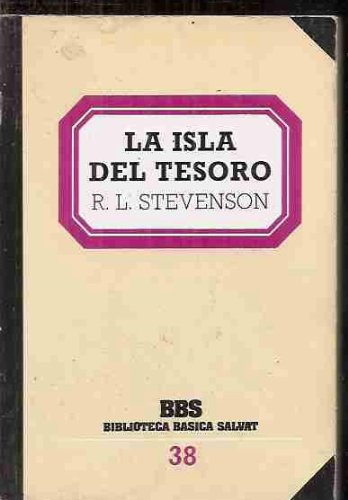 LA ISLA
DEL TESORO
R. L. STEVENSON
BBS
BIBLIOTECA BASICA SALVAT
38